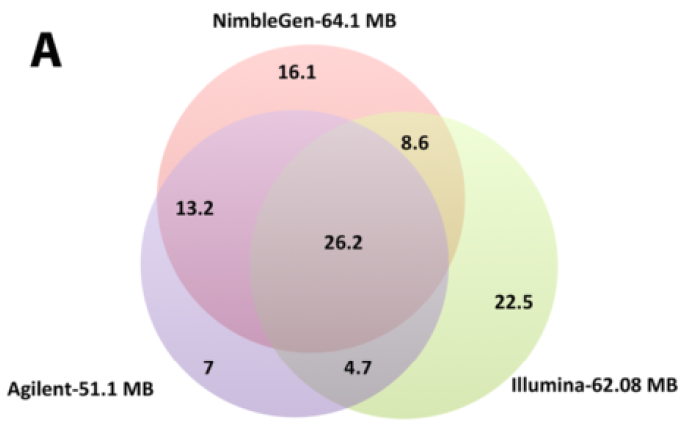 NimbleGen-64.1 MB
A
16.1
8.6
13.2
26.2
22.5
7
4.7
Agilent-51.1 MB
Illumina-62.08 MB